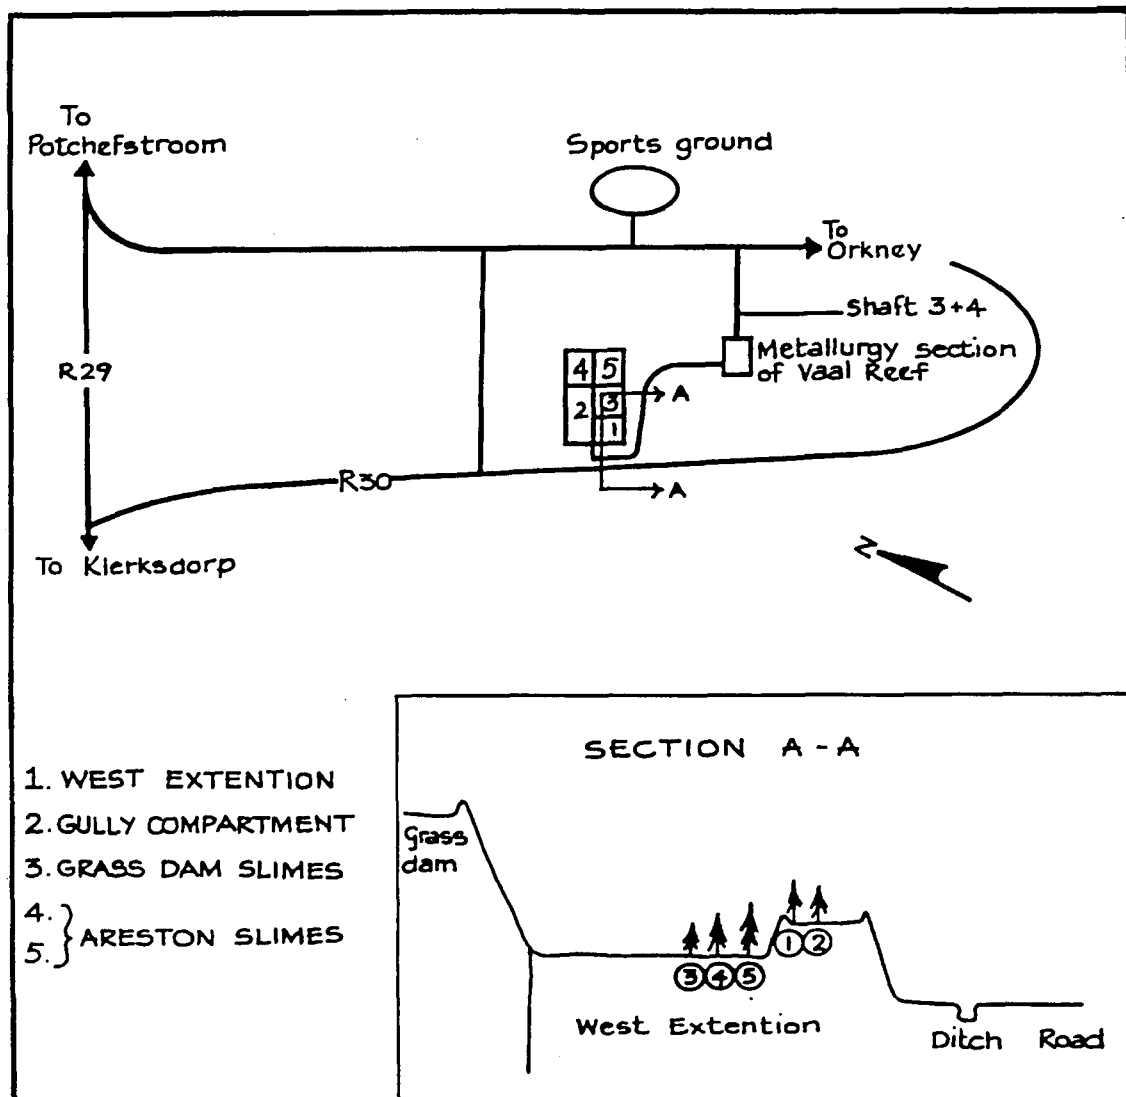 To
Potchefstroom
Sports ground
To
Orkney
Shaft 3+4
Metallurgy section
of Vaal Reef
R29
4 5
2 3
1
A
A
R30
To Klerksdorp
N
1. WEST EXTENTION
2. GULLY COMPARTMENT
3. GRASS DAM SLIMES
4.
5. } ARESTON SLIMES
SECTION A - A
Grass
dam
1 2
3 4 5
West Extention
Ditch Road